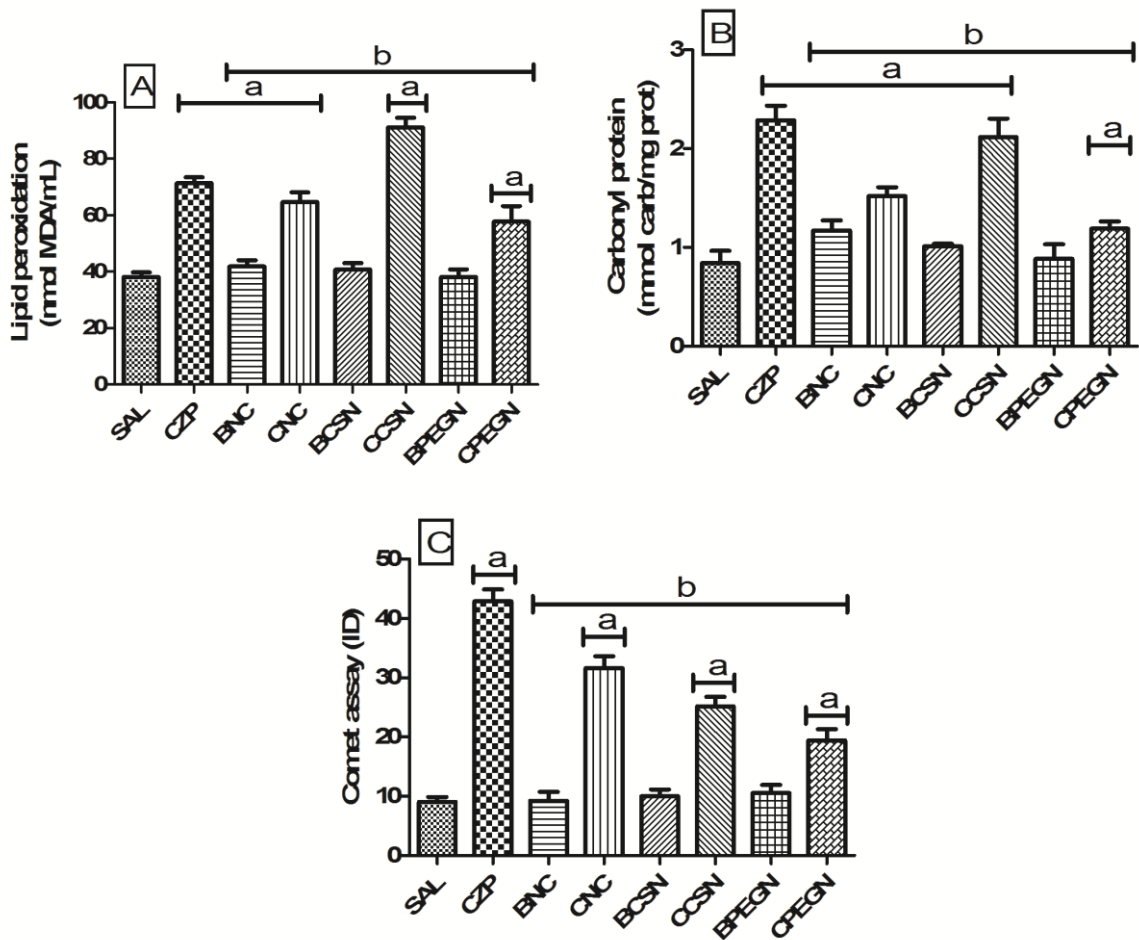 A
b
a
a
a
Lipid peroxidation
(nmol MDA/mL)
100
80
60
40
20
0
SAL
CZP
BNC
CNC
BCSN
CCSN
BPEGN
CPEGN
B
b
a
a
Carbonyl protein
(mmol carb/mg prot)
3
2
1
0
SAL
CZP
BNC
CNC
BCSN
CCSN
BPEGN
CPEGN
C
a
b
a
a
a
Comet assay (ID)
50
40
30
20
10
0
SAL
CZP
BNC
CNC
BCSN
CCSN
BPEGN
CPEGN